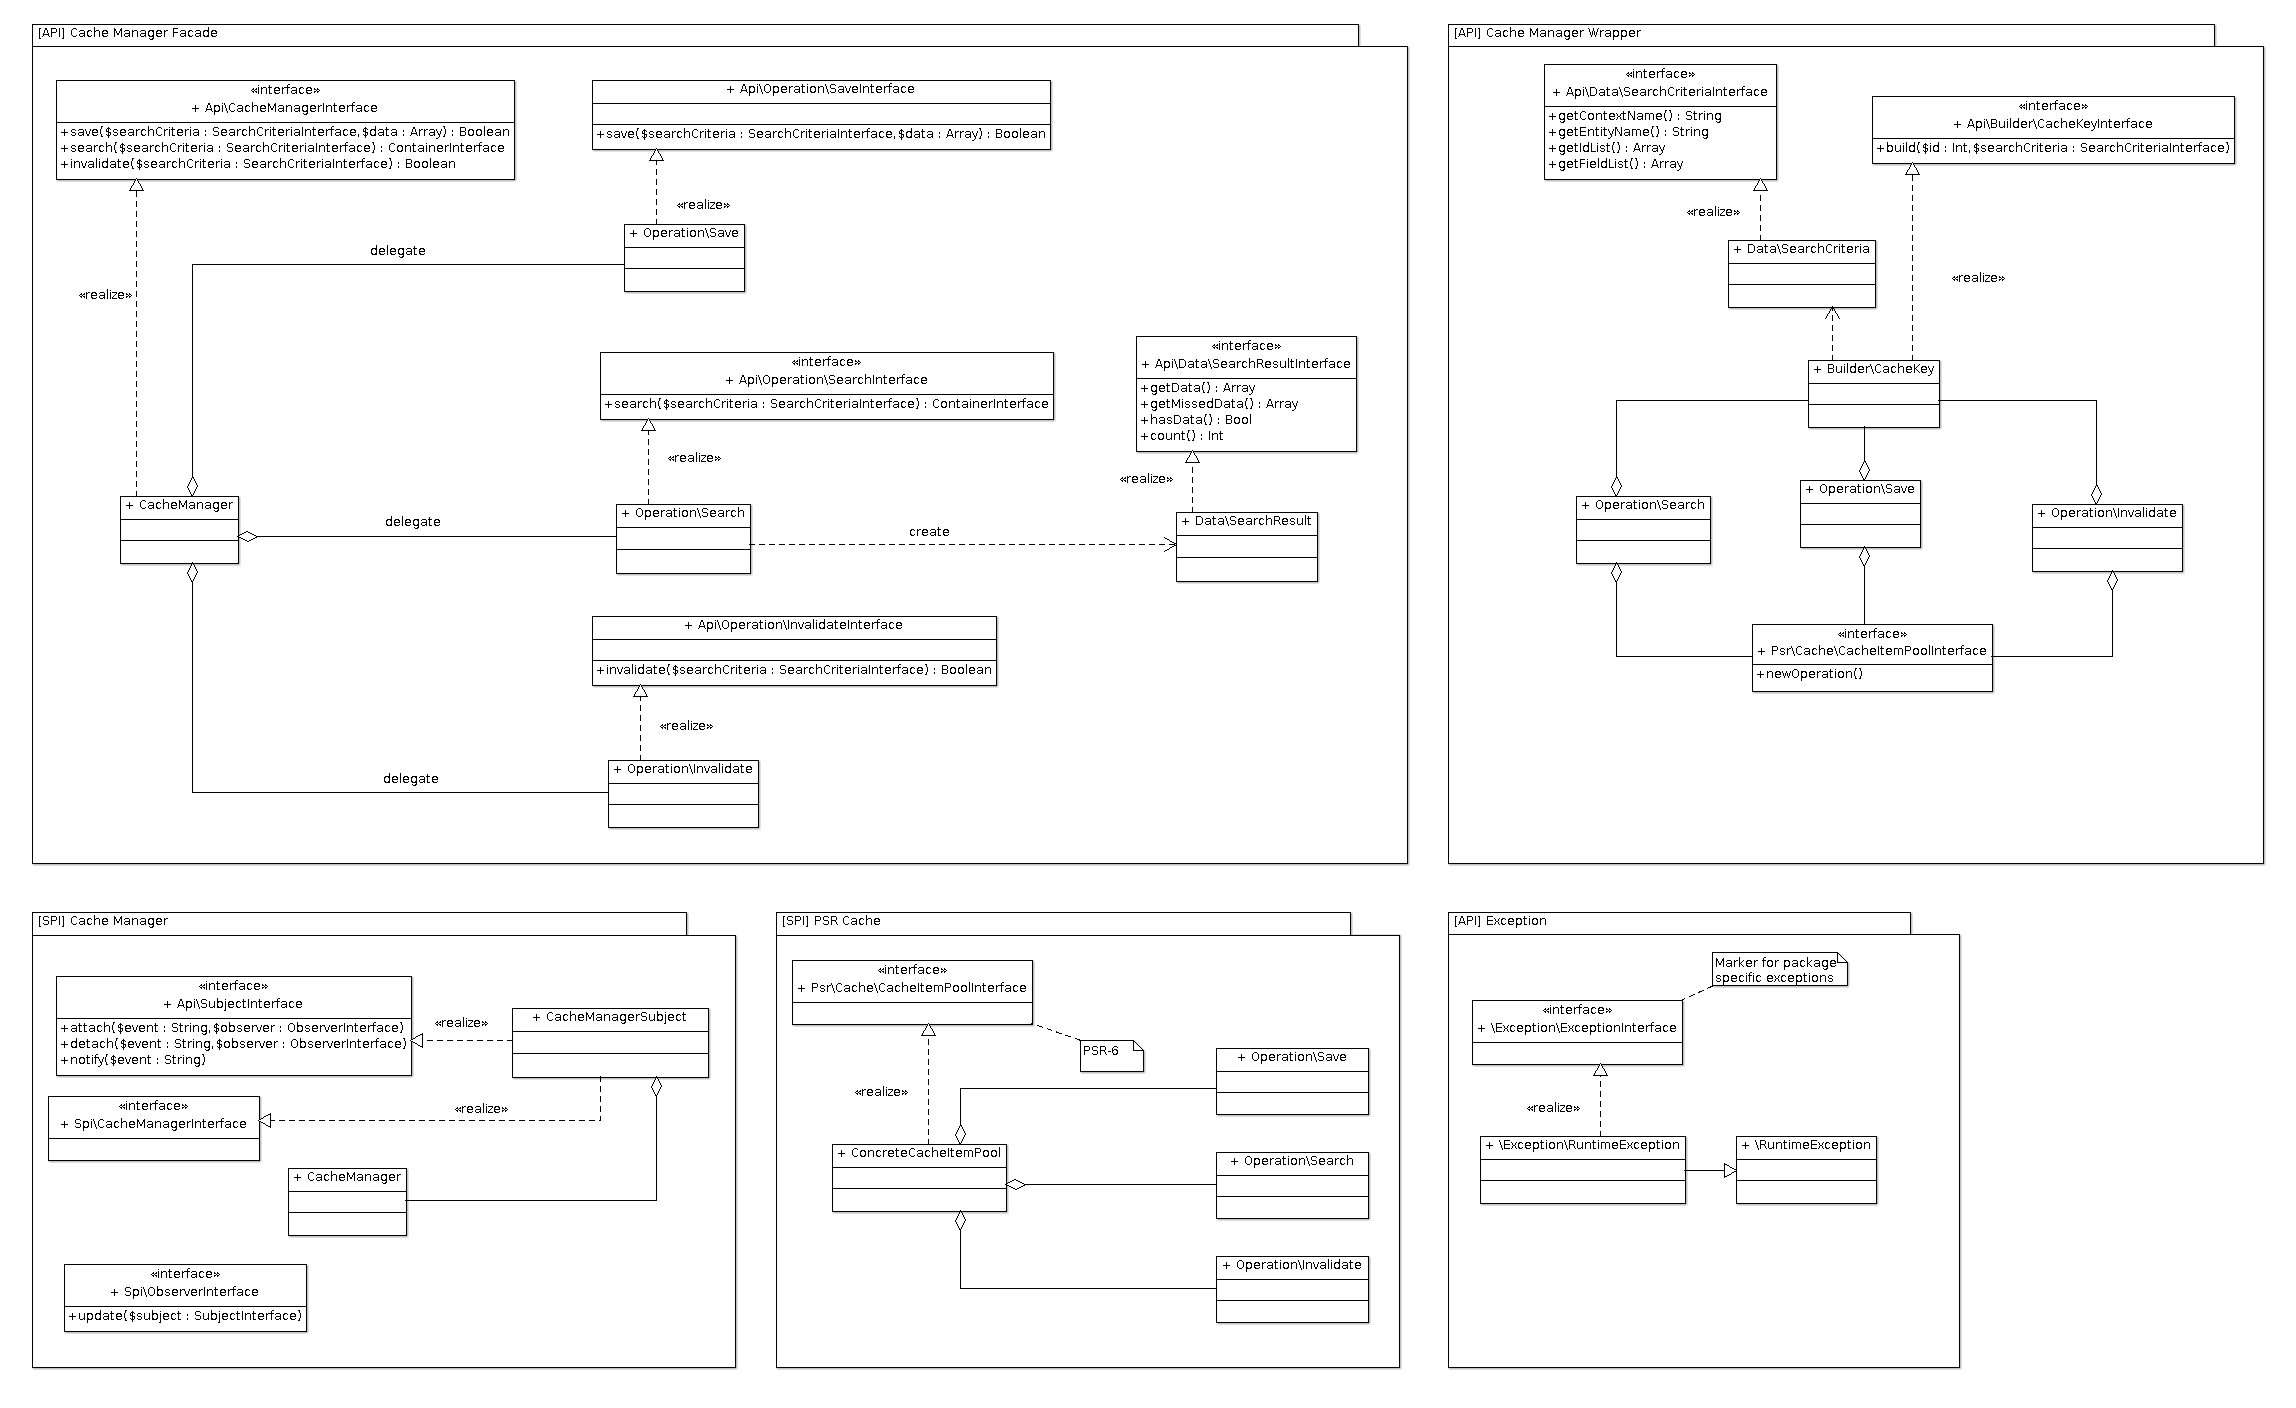 [API] Cache Manager Facade
«interface»
+ Api\CacheManagerInterface
+save($searchCriteria : SearchCriteriaInterface,$data : Array) : Boolean
+search($searchCriteria : SearchCriteriaInterface) : ContainerInterface
+invalidate($searchCriteria : SearchCriteriaInterface) : Boolean
+ Api\Operation\SaveInterface
+save($searchCriteria : SearchCriteriaInterface,$data : Array) : Boolean
«realize»
+ Operation\Save
delegate
«realize»
«interface»
+ Api\Operation\SearchInterface
+search($searchCriteria : SearchCriteriaInterface) : ContainerInterface
«interface»
+ Api\Data\SearchResultInterface
+getData() : Array
+getMissedData() : Array
+hasData() : Bool
+count() : Int
«realize»
«realize»
+ CacheManager
delegate
+ Operation\Search
create
+ Data\SearchResult
+ Api\Operation\InvalidateInterface
+invalidate($searchCriteria : SearchCriteriaInterface) : Boolean
«realize»
delegate
+ Operation\Invalidate
[API] Cache Manager Wrapper
«interface»
+ Api\Data\SearchCriteriaInterface
+getContextName() : String
+getEntityName() : String
+getIdList() : Array
+getFieldList() : Array
«interface»
+ Api\Builder\CacheKeyInterface
+build($id : Int,$searchCriteria : SearchCriteriaInterface)
«realize»
+ Data\SearchCriteria
«realize»
+ Builder\CacheKey
+ Operation\Search
+ Operation\Save
+ Operation\Invalidate
«interface»
+ Psr\Cache\CacheItemPoolInterface
+newOperation()
[SPI] Cache Manager
«interface»
+ Api\SubjectInterface
+attach($event : String,$observer : ObserverInterface)
+detach($event : String,$observer : ObserverInterface)
+notify($event : String)
«realize»
+ CacheManagerSubject
«interface»
+ Spi\CacheManagerInterface
«realize»
+ CacheManager
«interface»
+ Spi\ObserverInterface
+update($subject : SubjectInterface)
[SPI] PSR Cache
«interface»
+ Psr\Cache\CacheItemPoolInterface
PSR-6
«realize»
+ Operation\Save
+ ConcreteCacheItemPool
+ Operation\Search
+ Operation\Invalidate
[API] Exception
Marker for package
specific exceptions
«interface»
+ \Exception\ExceptionInterface
«realize»
+ \Exception\RuntimeException
+ \RuntimeException